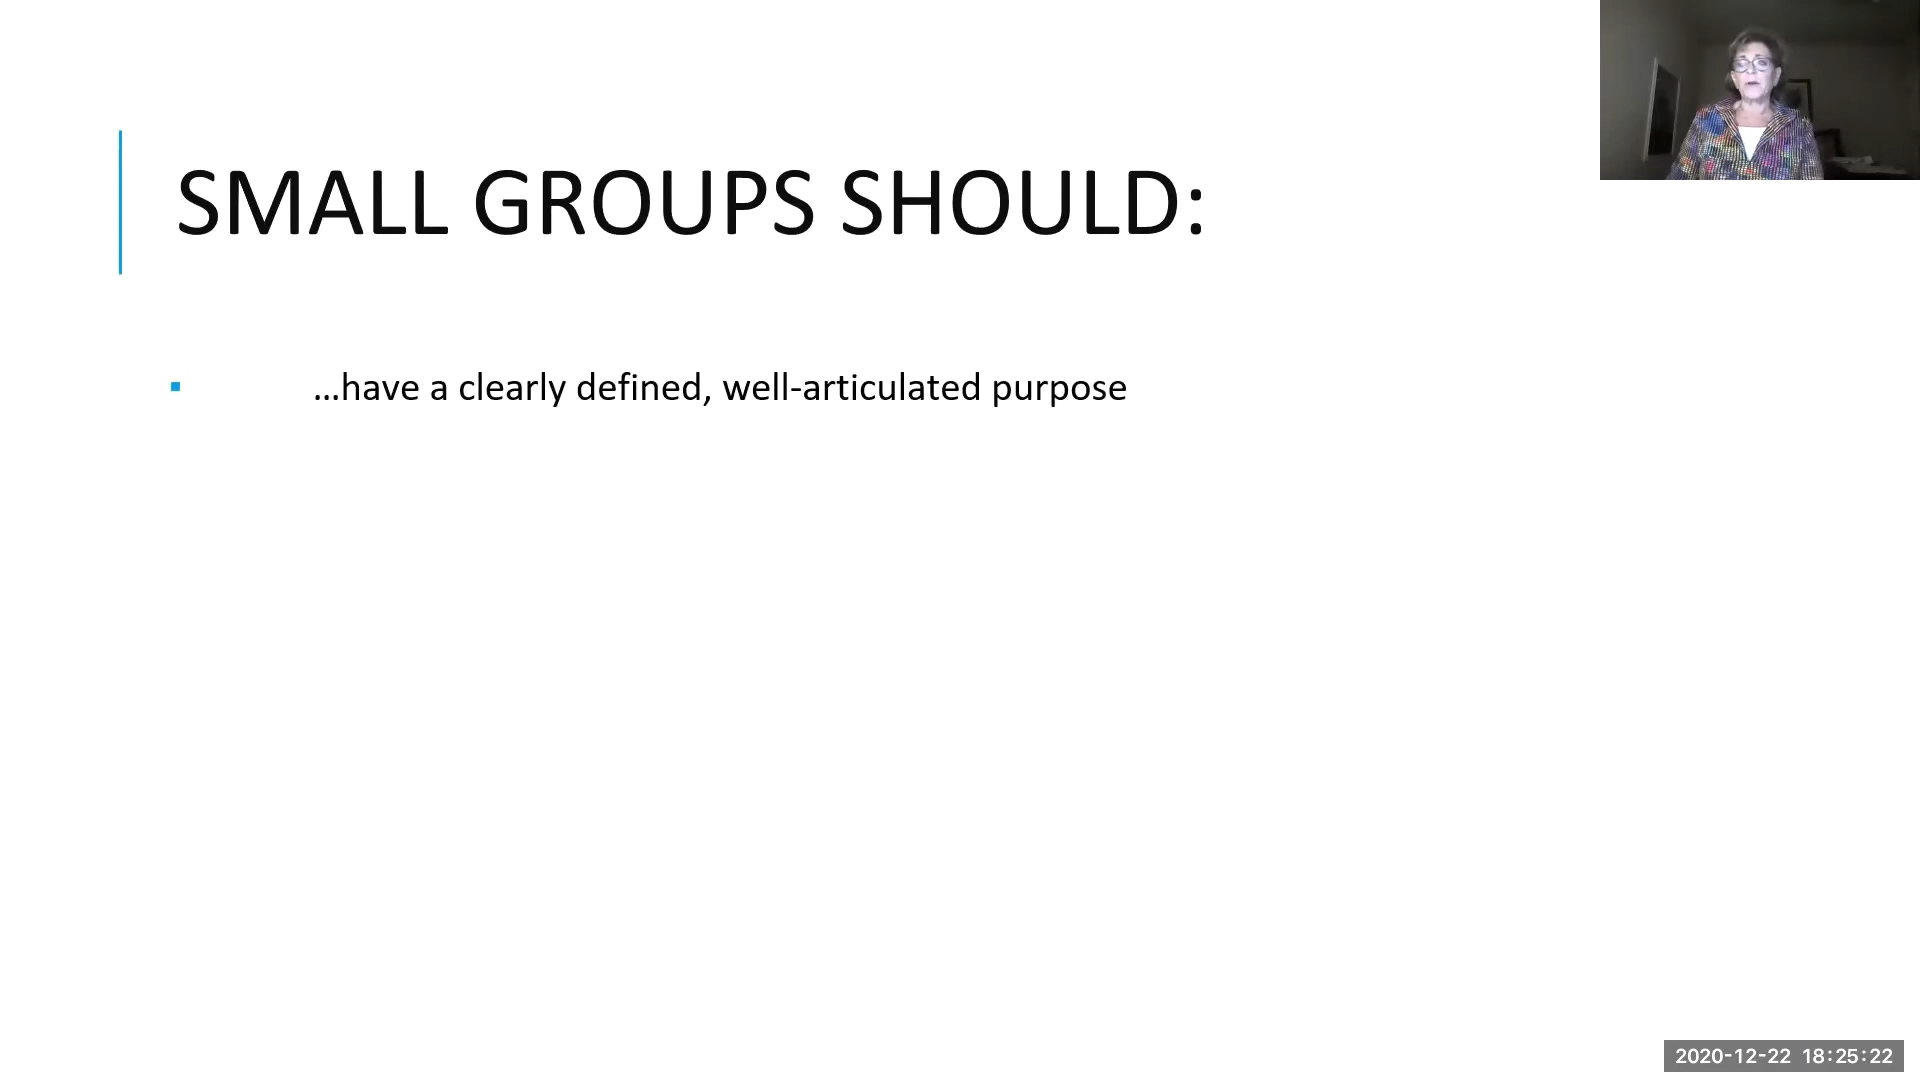 SMALL GROUPS SHOULD:
…have a clearly defined, well-articulated purpose
2020-12-22 18:25:22